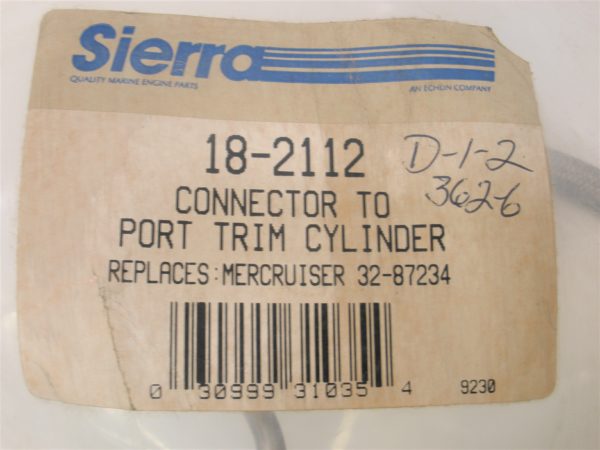 Sierra
QUALITY MARINE ENGINE PARTS
AN ECHLIN COMPANY
18-2112
D-1-2
362-6
CONNECTOR TO
PORT TRIM CYLINDER
REPLACES: MERCRUISER 32-87234
0 30999 31035 4
9230